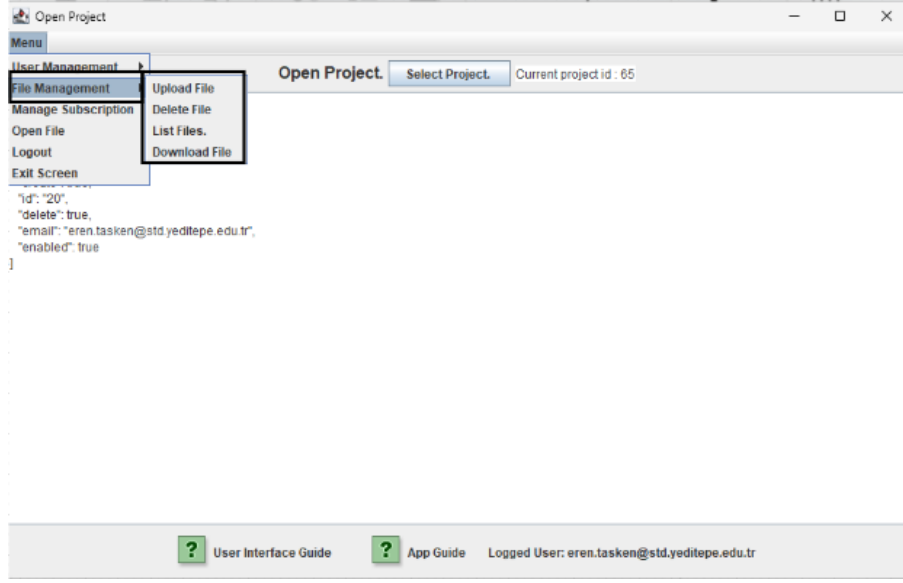 Open Project
Menu
User Management
Open Project. Select Project. Current project id : 65
File Management
Upload File
Manage Subscription
Delete File
Open File
List Files.
Logout
Download File
Exit Screen
"id": "20",
"delete": true,
"email": "eren.tasken@std.yeditepe.edu.tr",
"enabled": true
]
User Interface Guide
App Guide
Logged User: eren.tasken@std.yeditepe.edu.tr